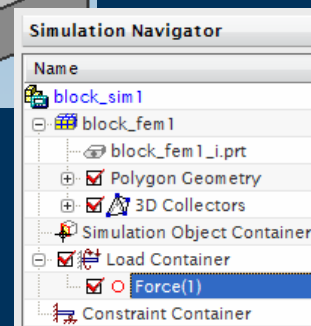 Simulation Navigator
Name
block_sim1
block_fem1
block_fem1_i.prt
Polygon Geometry
3D Collectors
Simulation Object Container
Load Container
Force(1)
Constraint Container